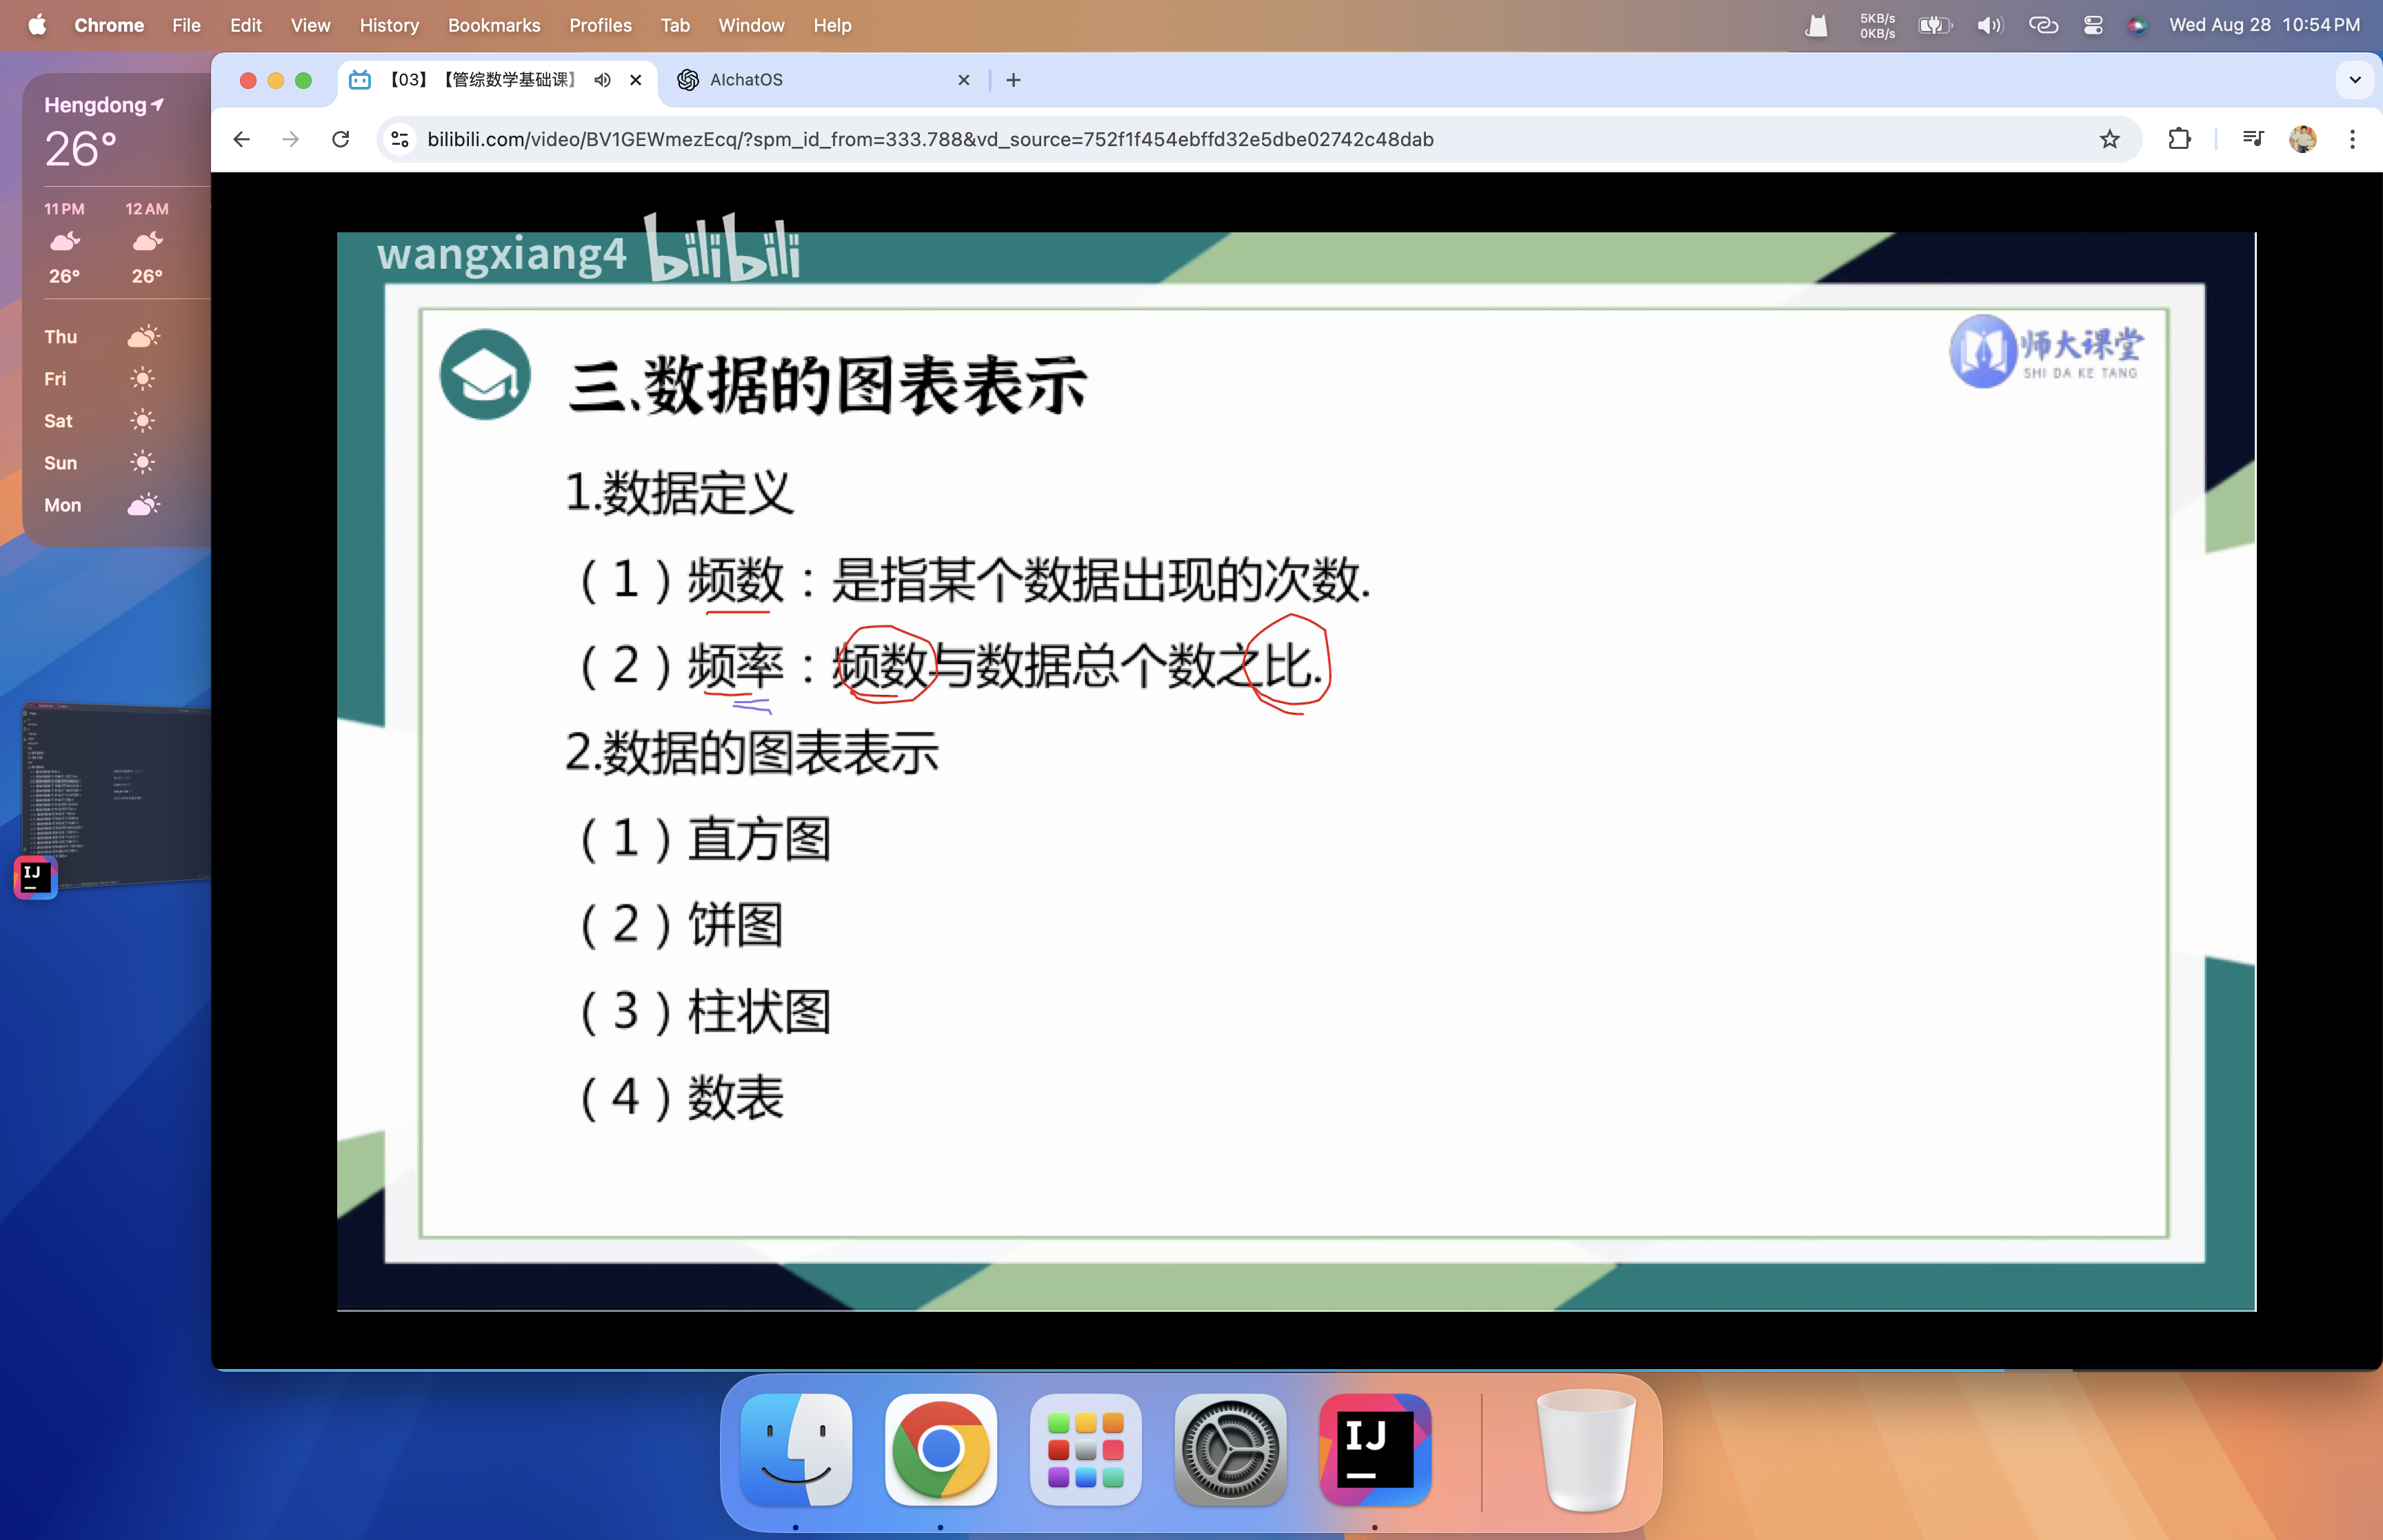 Chrome File Edit View History Bookmarks Profiles Tab Window Help
5KB/s
0KB/s
Wed Aug 28 10:54 PM
Hengdong
26°
11 PM 12 AM
26° 26°
Thu
Fri
Sat
Sun
Mon
【03】【管综数学基础课】
AIchatOS
bilibili.com/video/BV1GEWmezEcq/?spm_id_from=333.788&vd_source=752f1f454ebffd32e5dbe02742c48dab
wangxiang4 bilibili
师大课堂
SHI DA KE TANG
三.数据的图表表示
1.数据定义
（1）频数：是指某个数据出现的次数.
（2）频率：频数与数据总个数之比.
2.数据的图表表示
（1）直方图
（2）饼图
（3）柱状图
（4）数表
IJ
IJ